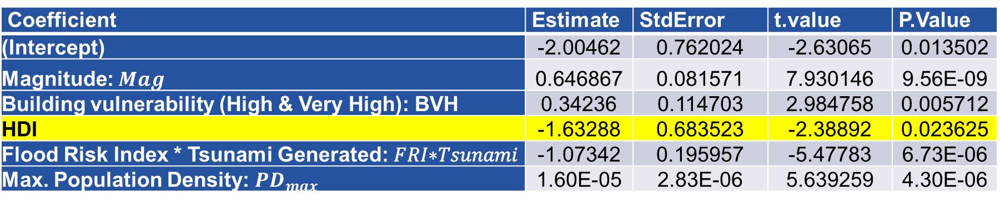 Coefficient Estimate StdError t.value P.Value
(Intercept) -2.00462 0.762024 -2.63065 0.013502
Magnitude: Mag 0.646867 0.081571 7.930146 9.56E-09
Building vulnerability (High & Very High): BVH 0.34236 0.114703 2.984758 0.005712
HDI -1.63288 0.683523 -2.38892 0.023625
Flood Risk Index * Tsunami Generated: FRI*Tsunami -1.07342 0.195957 -5.47783 6.73E-06
Max. Population Density: PDmax 1.60E-05 2.83E-06 5.639259 4.30E-06